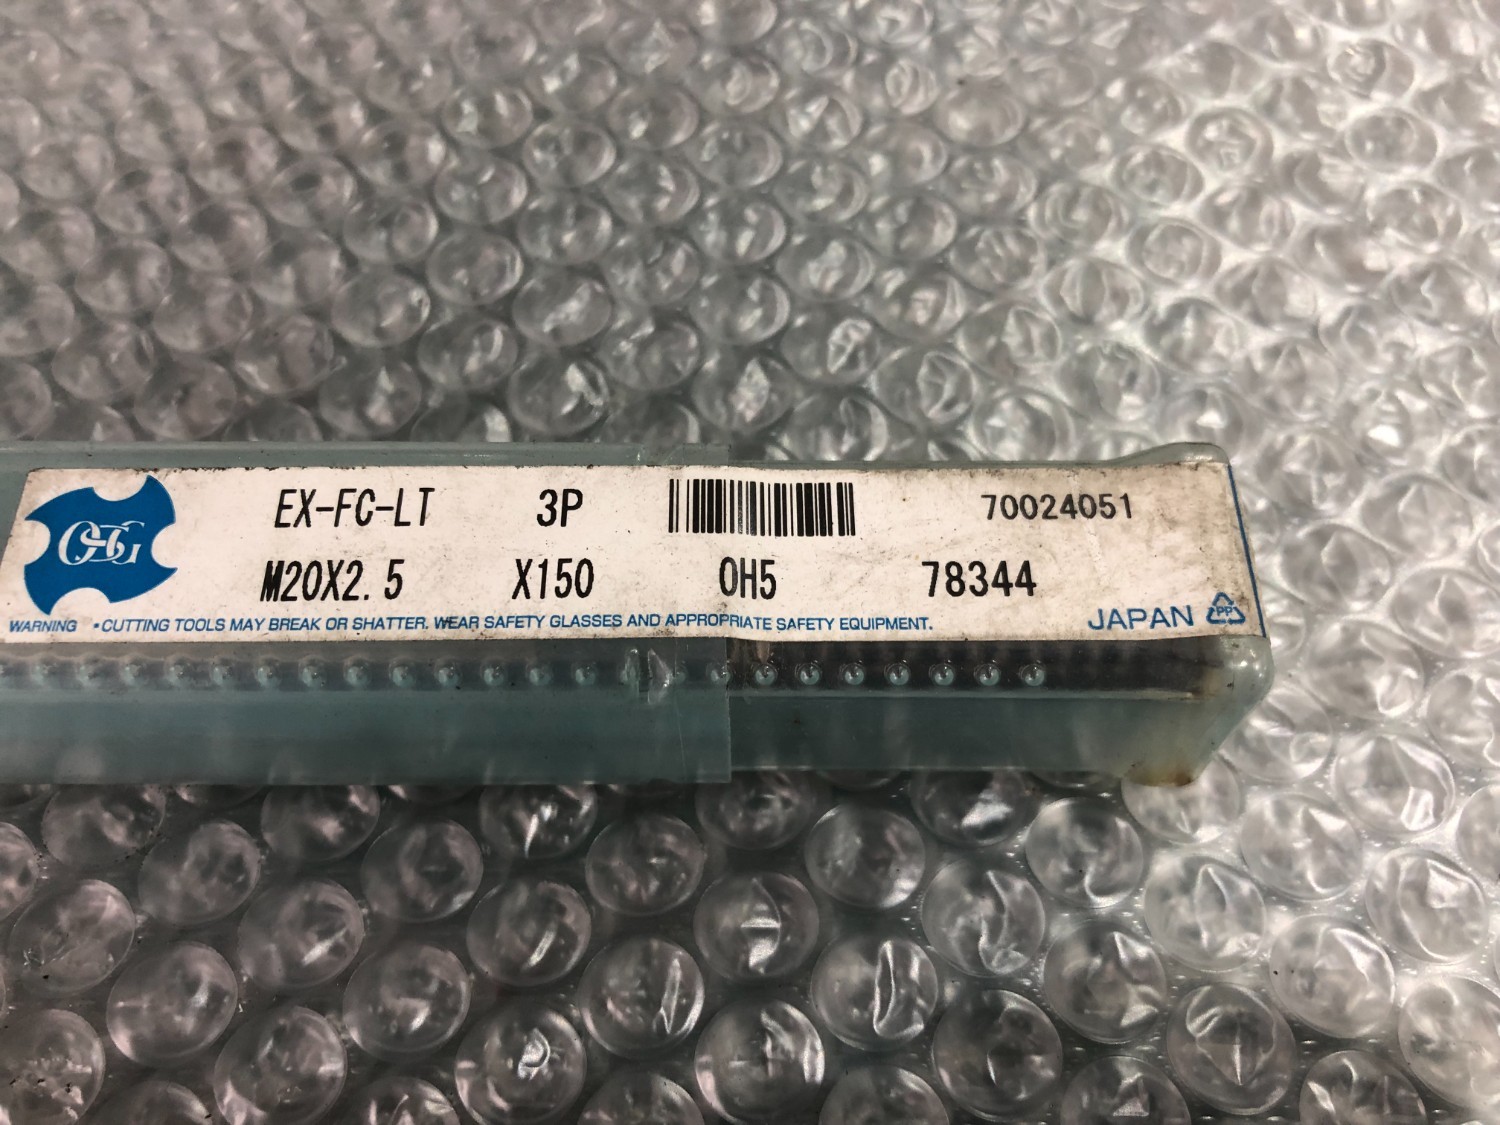 OSG
EX-FC-LT 3P 70024051
M20X2.5 X150 OH5 78344
WARNING •CUTTING TOOLS MAY BREAK OR SHATTER. WEAR SAFETY GLASSES AND APPROPRIATE SAFETY EQUIPMENT.
JAPAN PP